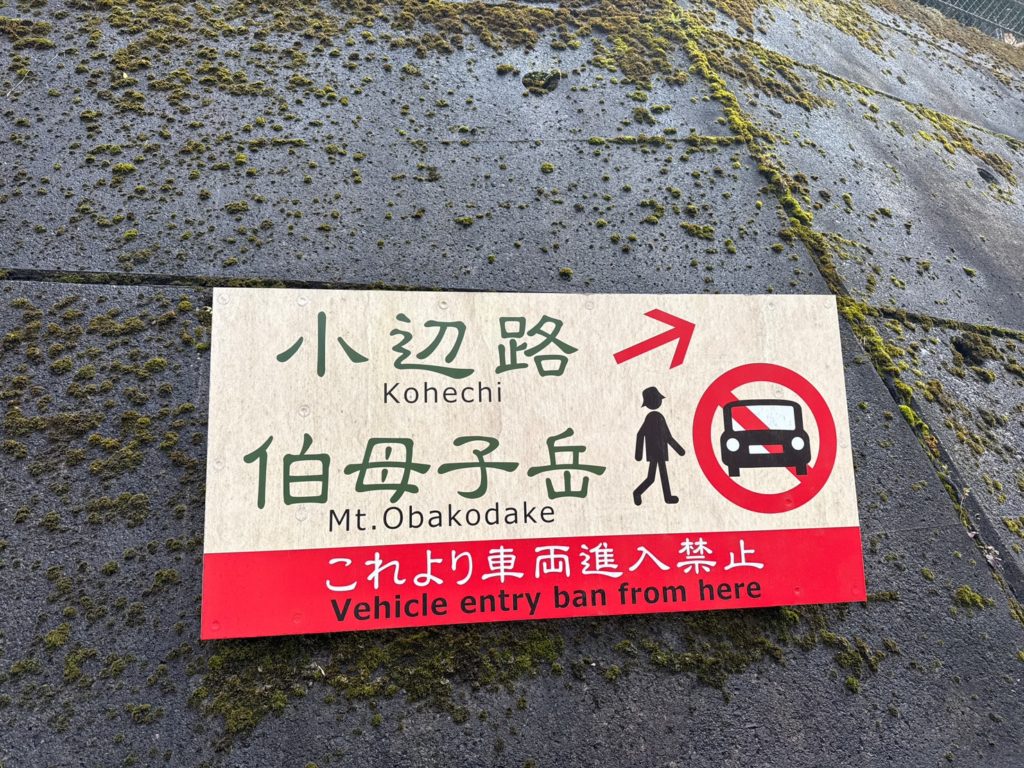 小辺路
Kohechi
伯母子岳
Mt.Obakodake
これより車両進入禁止
Vehicle entry ban from here